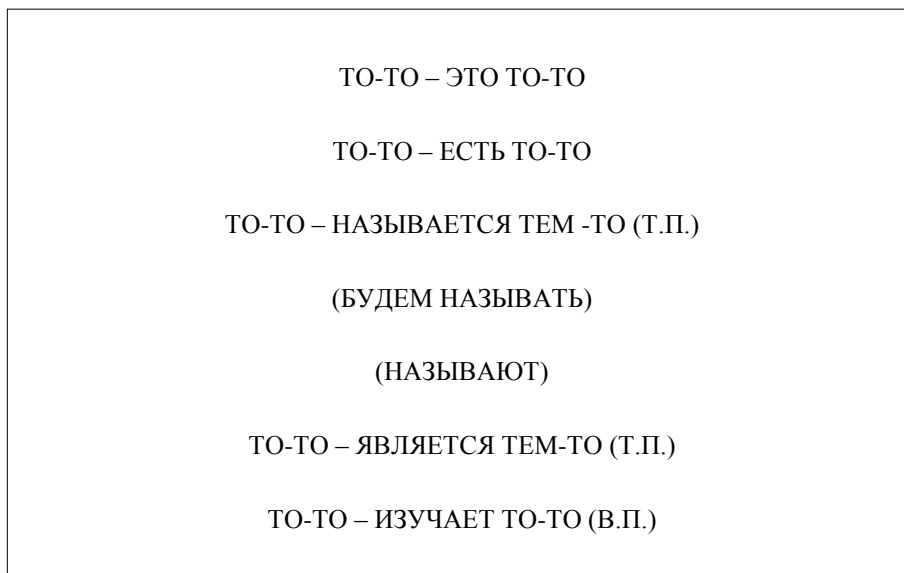 ТО-ТО – ЭТО ТО-ТО
ТО-ТО – ЕСТЬ ТО-ТО
ТО-ТО – НАЗЫВАЕТСЯ ТЕМ -ТО (Т.П.)
(БУДЕМ НАЗЫВАТЬ)
(НАЗЫВАЮТ)
ТО-ТО – ЯВЛЯЕТСЯ ТЕМ-ТО (Т.П.)
ТО-ТО – ИЗУЧАЕТ ТО-ТО (В.П.)